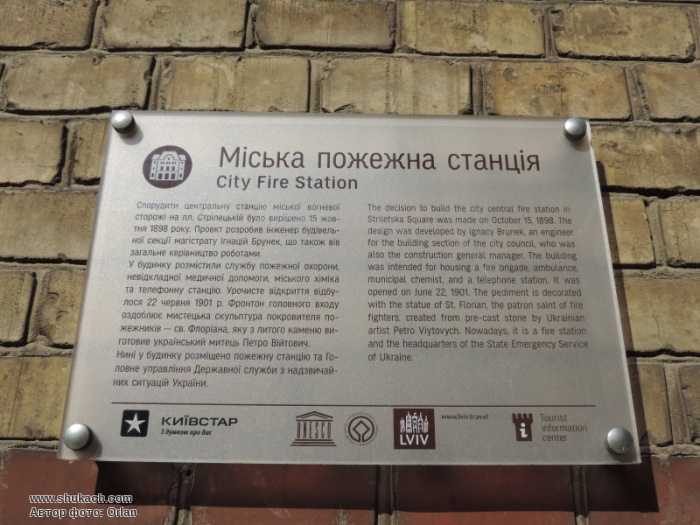 Міська пожежна станція
City Fire Station
Спорудити центральну станцію міської вогневої
сторожі на пл. Стрілецькій було вирішено 15 жов-
тня 1898 року. Проект розробив інженер будівель-
ної секції магістрату Ігнацій Брунек, що також вів
загальне керівництво роботами.
У будинку розмістили службу пожежної охорони,
невідкладної медичної допомоги, міського хіміка
та телефонну станцію. Урочисте відкриття відбу-
лося 22 червня 1901 р. Фронтон головного входу
оздоблює мистецька скульптура покровителя по-
жежників — св. Флоріана, яку з литого каменю ви-
готовив український митець Петро Війтович.
Нині у будинку розміщено пожежну станцію та Го-
ловне управління Державної служби з надзвичай-
них ситуацій України.
The decision to build the city central fire station in
Striletska Square was made on October 15, 1898. The
design was developed by Ignacy Brunek, an engineer
for the building section of the city council, who was
also the construction general manager. The building
was intended for housing a fire brigade, ambulance,
municipal chemist, and a telephone station. It was
opened on June 22, 1901. The pediment is decorated
with the statue of St. Florian, the patron saint of fire
fighters, created from pre-cast stone by Ukrainian
artist Petro Viytovych. Nowadays, it is a fire station
and the headquarters of the State Emergency Service
of Ukraine.
КИЇВСТАР
З думкою про Вас
UNESCO
LVIV
www.lviv.travel
Tourist
information
center
www.shukach.com
Автор фото: Orlan